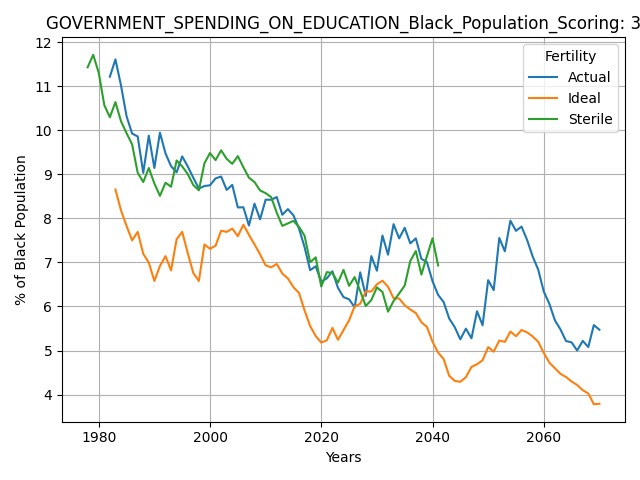 GOVERNMENT_SPENDING_ON_EDUCATION_Black_Population_Scoring: 3
Fertility
Actual
Ideal
Sterile
% of Black Population
12
11
10
9
8
7
6
5
4
1980
2000
2020
2040
2060
Years